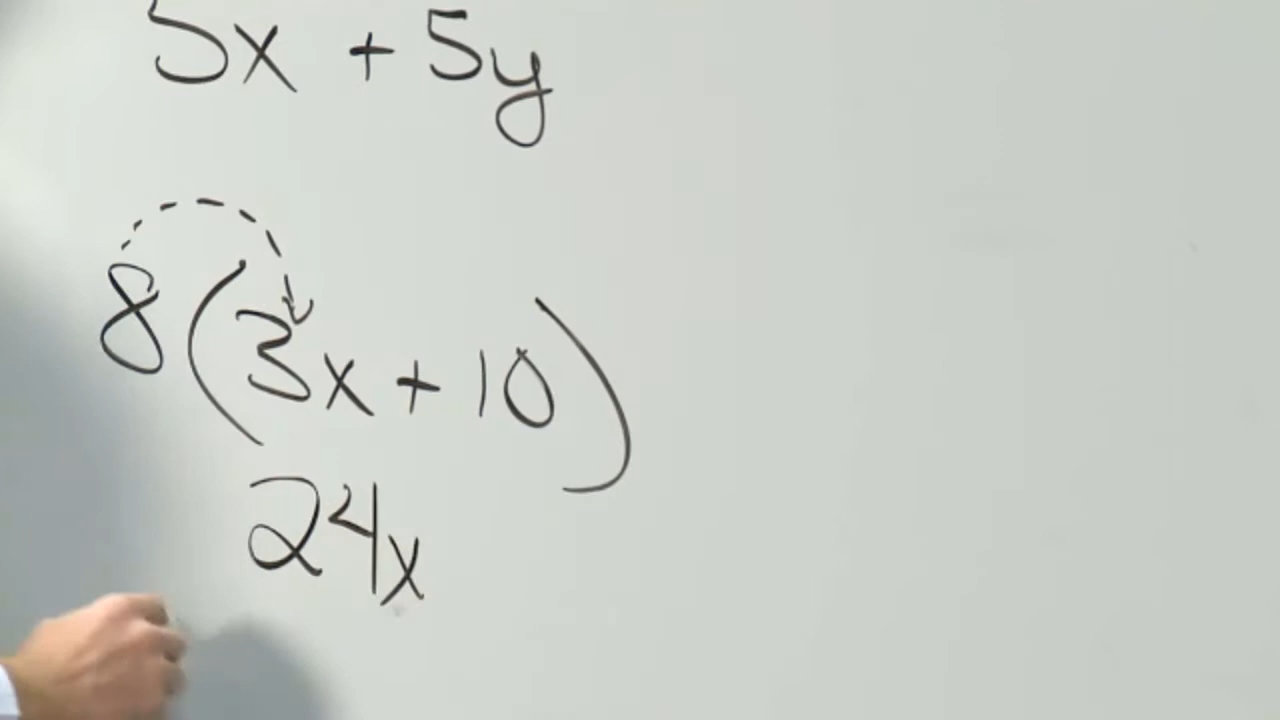 5x + 5y
8(3x + 10)
24x